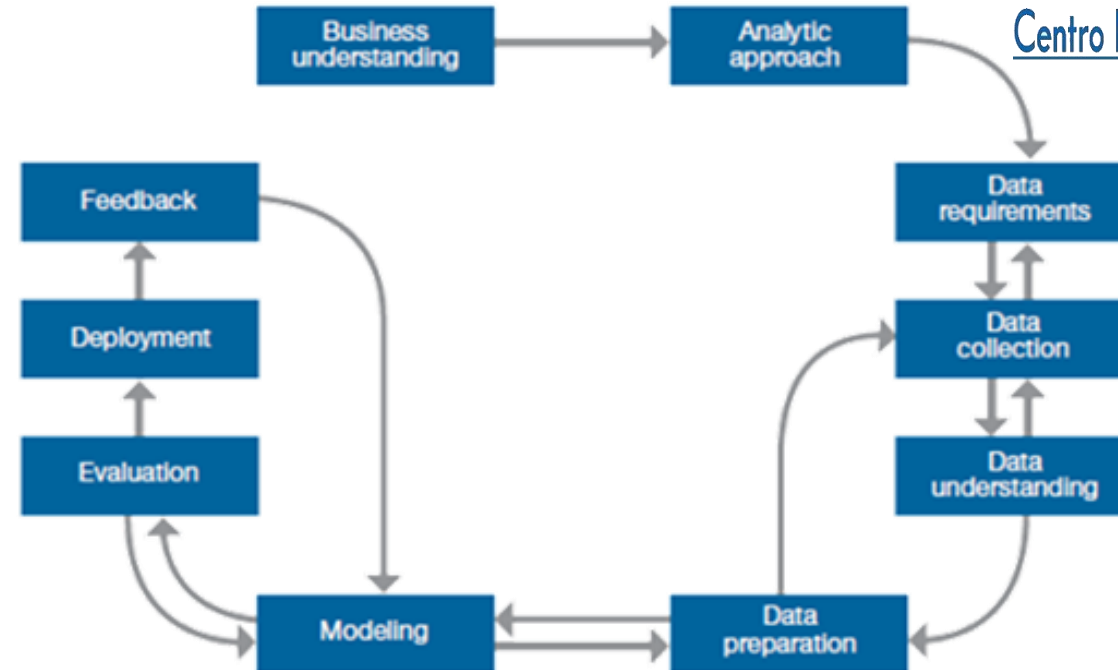 Business
understanding
Analytic
approach
Centro
Feedback
Data
requirements
Deployment
Data
collection
Evaluation
Data
understanding
Modeling
Data
preparation